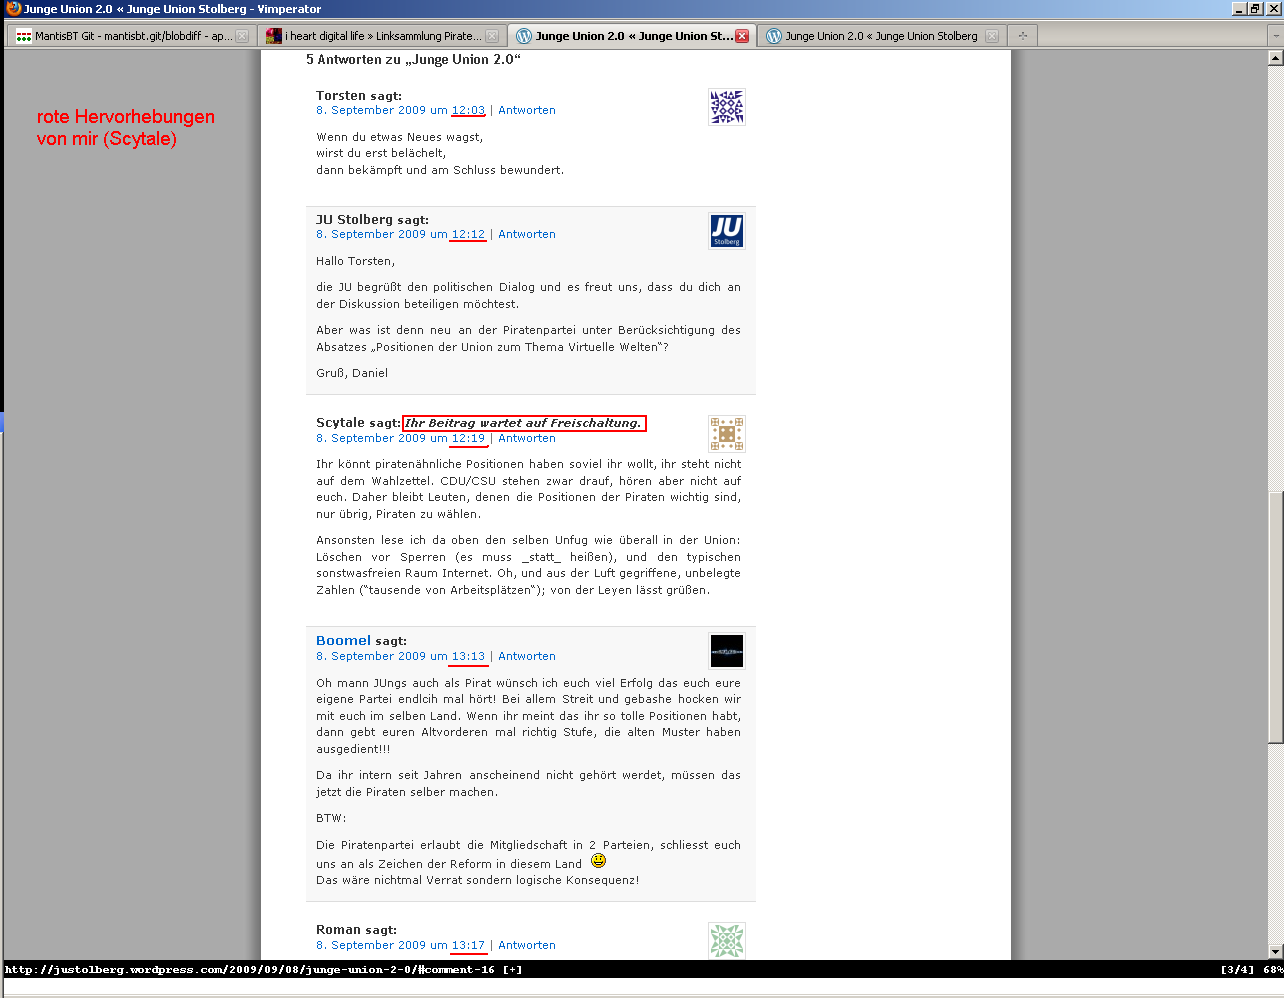 Junge Union 2.0 « Junge Union Stolberg - Vimperator
MantisBT Git - mantisbt.git/blobdiff - ap...
i heart digital life » Linksammlung Pirate...
Junge Union 2.0 « Junge Union St...
Junge Union 2.0 « Junge Union Stolberg
rote Hervorhebungen
von mir (Scytale)
5 Antworten zu „Junge Union 2.0“
Torsten sagt:
8. September 2009 um 12:03 | Antworten
Wenn du etwas Neues wagst,
wirst du erst belächelt,
dann bekämpft und am Schluss bewundert.
JU Stolberg sagt:
8. September 2009 um 12:12 | Antworten
JU
Stolberg
Hallo Torsten,
die JU begrüßt den politischen Dialog und es freut uns, dass du dich an
der Diskussion beteiligen möchtest.
Aber was ist denn neu an der Piratenpartei unter Berücksichtigung des
Absatzes „Positionen der Union zum Thema Virtuelle Welten“?
Gruß, Daniel
Scytale sagt: Ihr Beitrag wartet auf Freischaltung.
8. September 2009 um 12:19 | Antworten
Ihr könnt piratenähnliche Positionen haben soviel ihr wollt, ihr steht nicht
auf dem Wahlzettel. CDU/CSU stehen zwar drauf, hören aber nicht auf
euch. Daher bleibt Leuten, denen die Positionen der Piraten wichtig sind,
nur übrig, Piraten zu wählen.
Ansonsten lese ich da oben den selben Unfug wie überall in der Union:
Löschen vor Sperren (es muss _statt_ heißen), und den typischen
sonstwasfreien Raum Internet. Oh, und aus der Luft gegriffene, unbelegte
Zahlen (“tausende von Arbeitsplätzen“); von der Leyen lässt grüßen.
Boomel sagt:
8. September 2009 um 13:13 | Antworten
Oh mann JUngs auch als Pirat wünsch ich euch viel Erfolg das euch eure
eigene Partei endlcih mal hört! Bei allem Streit und gebashe hocken wir
mit euch im selben Land. Wenn ihr meint das ihr so tolle Positionen habt,
dann gebt euren Altvorderen mal richtig Stufe, die alten Muster haben
ausgedient!!!
Da ihr intern seit Jahren anscheinend nicht gehört werdet, müssen das
jetzt die Piraten selber machen.
BTW:
Die Piratenpartei erlaubt die Mitgliedschaft in 2 Parteien, schliesst euch
uns an als Zeichen der Reform in diesem Land
Das wäre nichtmal Verrat sondern logische Konsequenz!
Roman sagt:
8. September 2009 um 13:17 | Antworten
http://justolberg.wordpress.com/2009/09/08/junge-union-2-0/#comment-16 [+]
[3/4] 68%